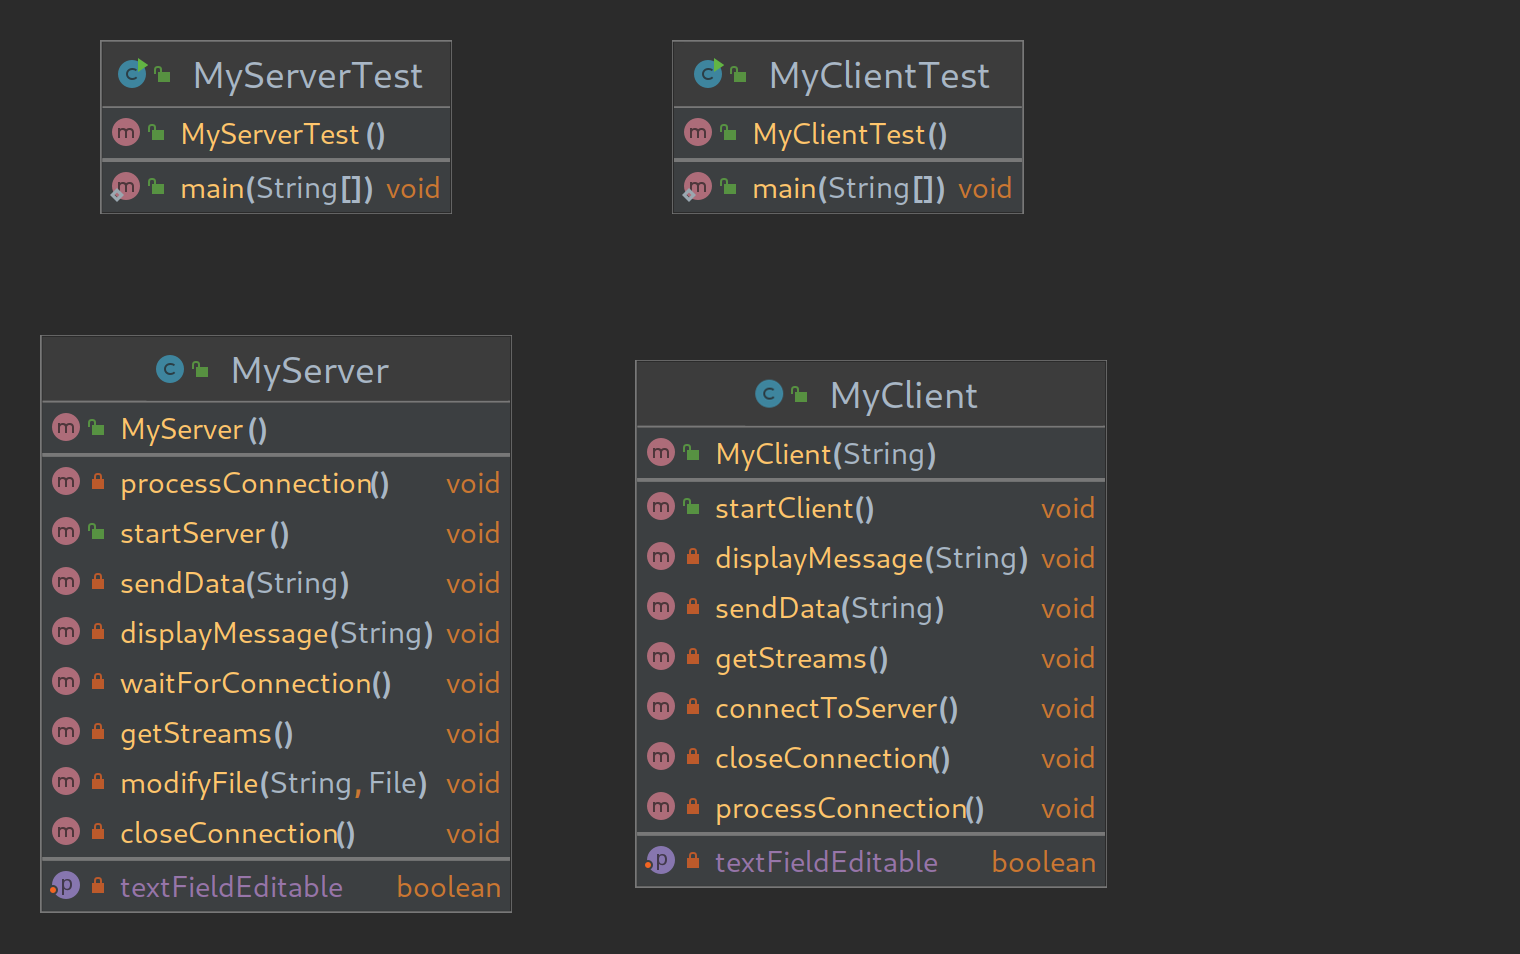 MyServerTest
MyServerTest()
main(String[]) void
MyClientTest
MyClientTest()
main(String[]) void
MyServer
MyServer()
processConnection() void
startServer() void
sendData(String) void
displayMessage(String) void
waitForConnection() void
getStreams() void
modifyFile(String, File) void
closeConnection() void
textFieldEditable boolean
MyClient
MyClient(String)
startClient() void
displayMessage(String) void
sendData(String) void
getStreams() void
connectToServer() void
closeConnection() void
processConnection() void
textFieldEditable boolean